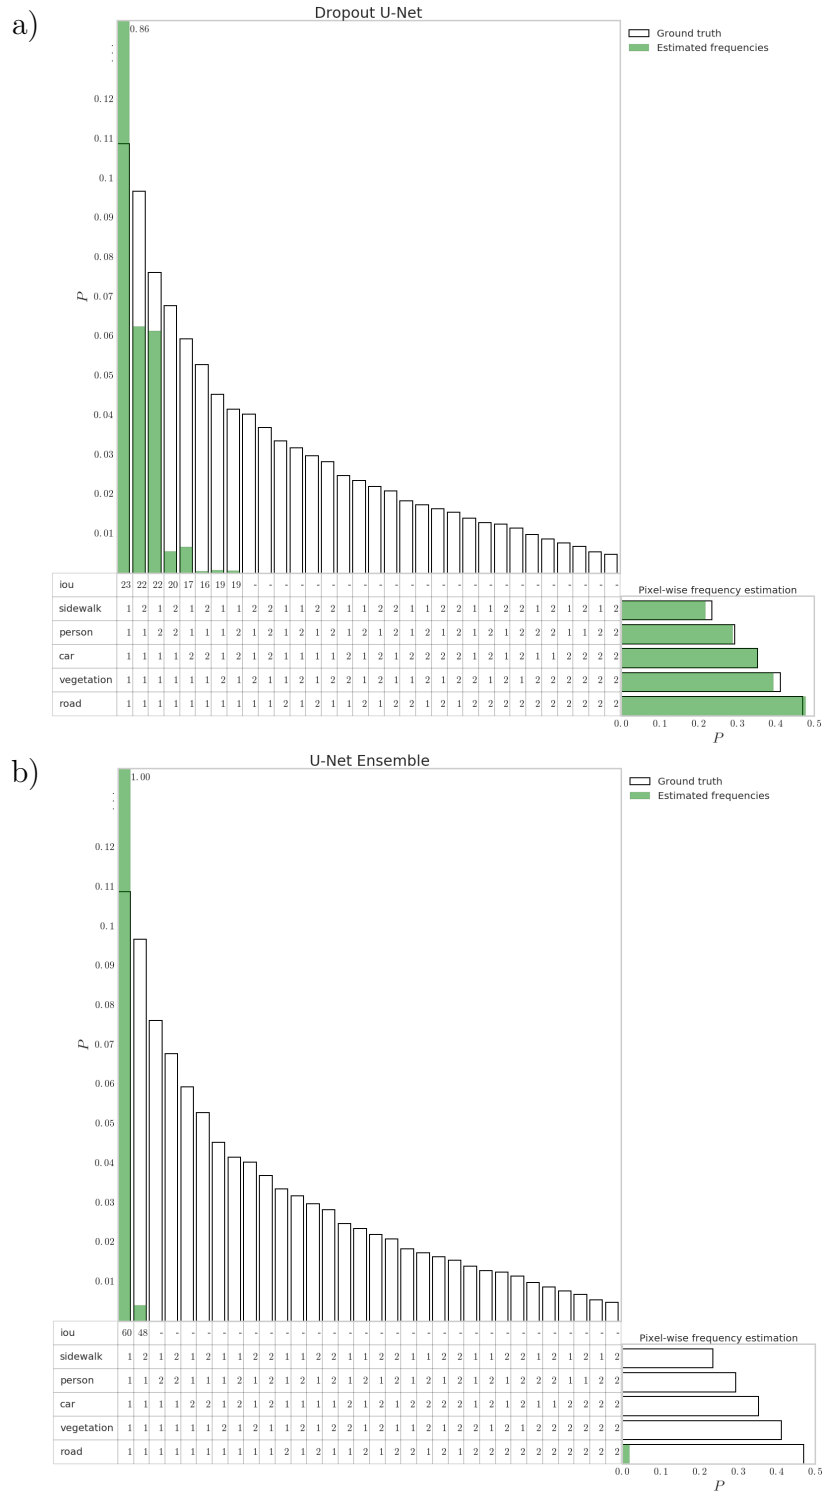 a)
Dropout U-Net
0.86
Ground truth
Estimated frequencies
0.12
0.11
0.1
0.09
0.08
0.07
0.06
0.05
0.04
0.03
0.02
0.01
P
iou 23 22 22 20 17 16 19 19 - - - - - - - - - - - - - - - - - - - - - - - -
sidewalk 1 2 1 2 1 2 1 1 2 2 1 1 2 2 1 1 2 2 1 1 2 2 1 1 2 2 1 2 1 2 1 2
person 1 1 2 2 1 1 1 2 1 2 1 2 1 2 1 2 1 2 1 2 1 2 1 2 1 2 2 2 1 1 2 2
car 1 1 1 1 2 2 1 2 1 2 1 1 1 1 2 1 2 1 2 2 2 2 1 2 1 2 1 1 2 2 2 2
vegetation 1 1 1 1 1 1 2 1 2 1 1 2 1 2 2 1 2 1 1 2 1 2 2 1 2 1 2 2 2 2 2 2
road 1 1 1 1 1 1 1 1 1 1 2 1 2 1 1 2 1 2 2 1 2 1 2 2 2 2 2 2 2 2 2 2
Pixel-wise frequency estimation
0.0 0.1 0.2 0.3 0.4 0.5
P
b)
U-Net Ensemble
1.00
Ground truth
Estimated frequencies
0.12
0.11
0.1
0.09
0.08
0.07
0.06
0.05
0.04
0.03
0.02
0.01
P
iou 60 48 - - - - - - - - - - - - - - - - - - - - - - - - - - - - - -
sidewalk 1 2 1 2 1 2 1 1 2 2 1 1 2 2 1 1 2 2 1 1 2 2 1 1 2 2 1 2 1 2 1 2
person 1 1 2 2 1 1 1 2 1 2 1 2 1 2 1 2 1 2 1 2 1 2 1 2 1 2 2 2 1 1 2 2
car 1 1 1 1 2 2 1 2 1 2 1 1 1 1 2 1 2 1 2 2 2 2 1 2 1 2 1 1 2 2 2 2
vegetation 1 1 1 1 1 1 2 1 2 1 1 2 1 2 2 1 2 1 1 2 1 2 2 1 2 1 2 2 2 2 2 2
road 1 1 1 1 1 1 1 1 1 1 2 1 2 1 1 2 1 2 2 1 2 1 2 2 2 2 2 2 2 2 2 2
Pixel-wise frequency estimation
0.0 0.1 0.2 0.3 0.4 0.5
P